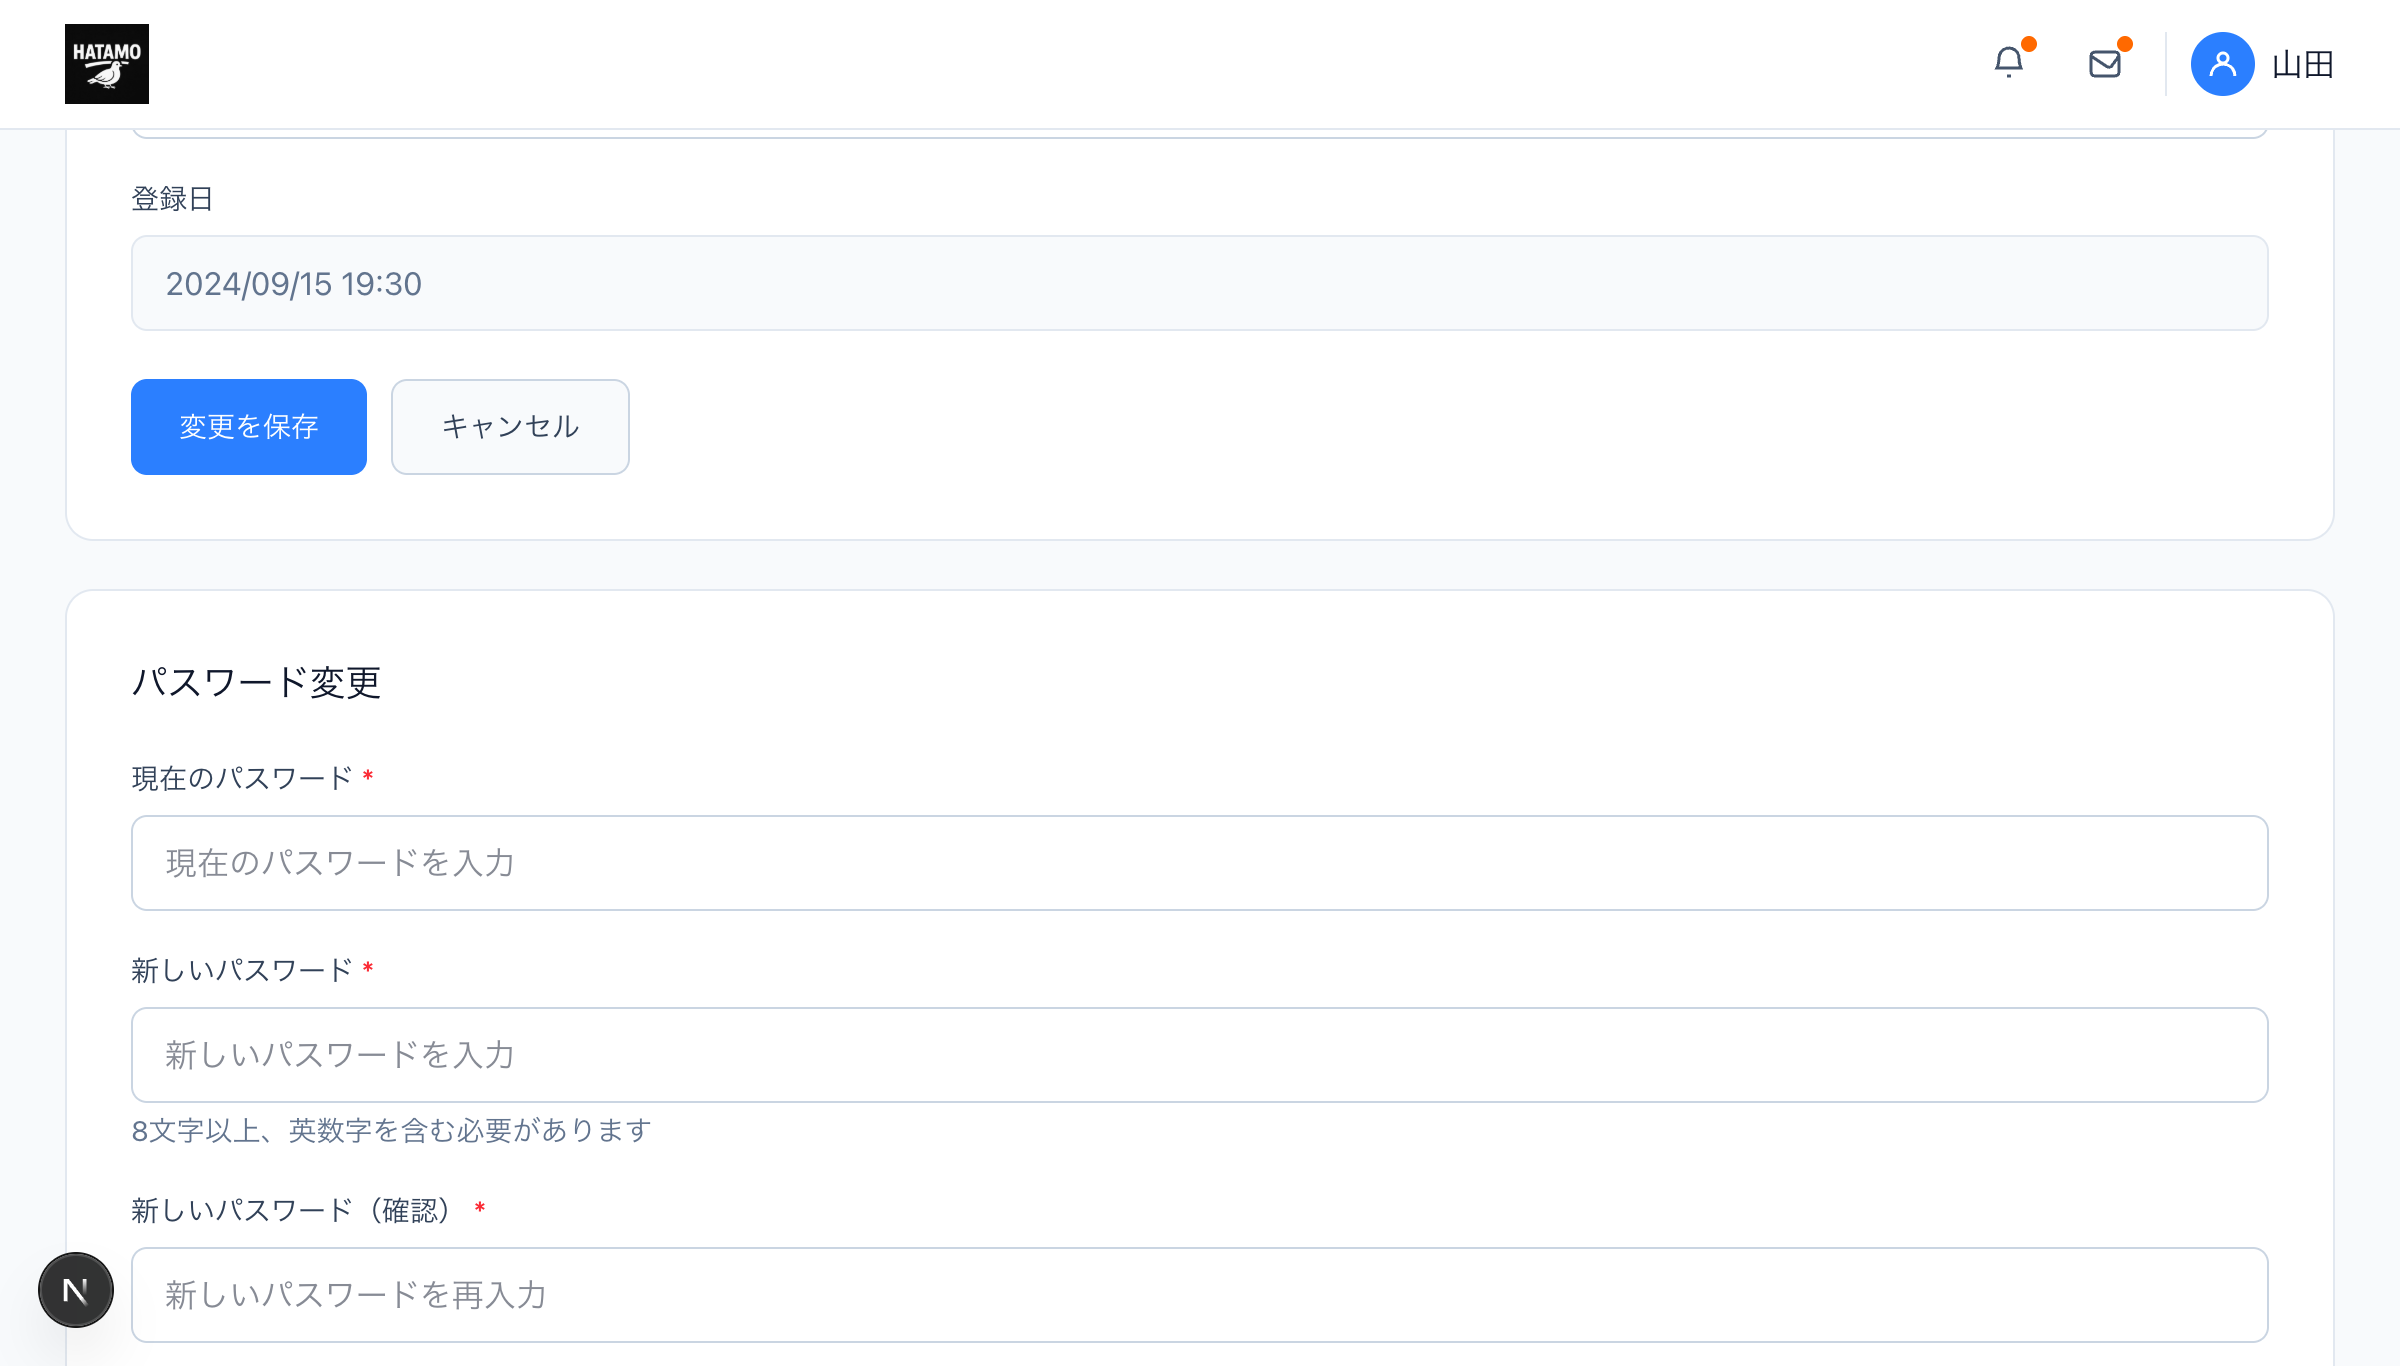 HATAMO
山田
登録日
2024/09/15 19:30
変更を保存
キャンセル
パスワード変更
現在のパスワード *
現在のパスワードを入力
新しいパスワード *
新しいパスワードを入力
8文字以上、英数字を含む必要があります
新しいパスワード（確認） *
新しいパスワードを再入力
N